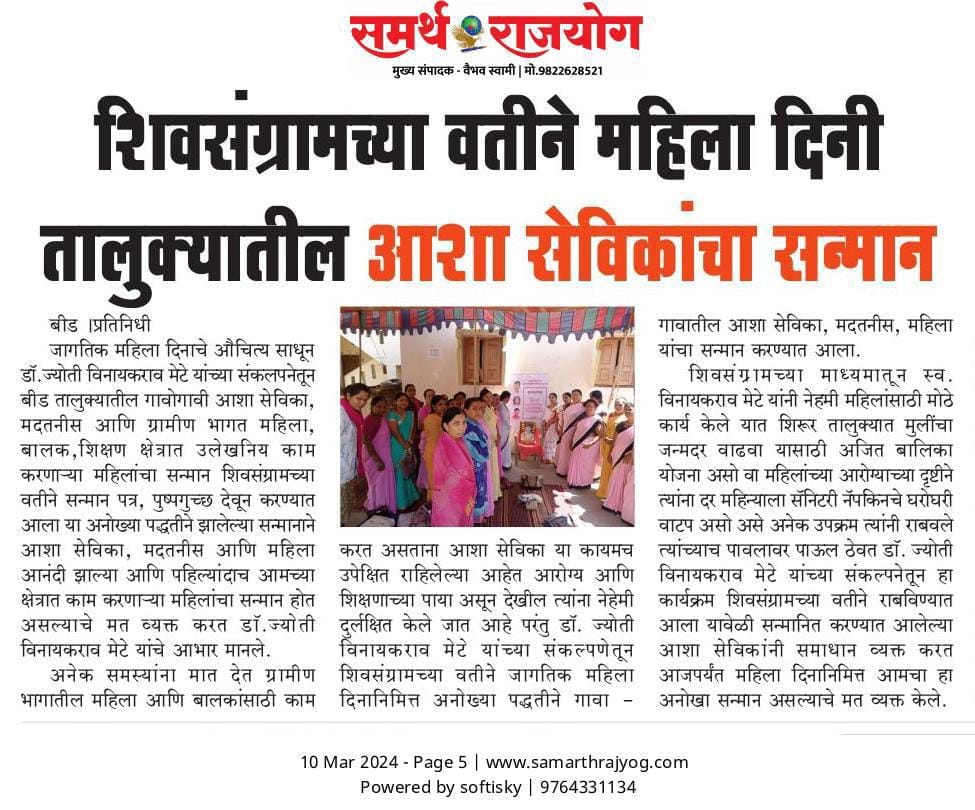 समर्थ राजयोग
मुख्य संपादक - वैभव स्वामी | मो.9822628521
शिवसंग्रामच्या वतीने महिला दिनी
तालुक्यातील आशा सेविकांचा सन्मान
बीड ।प्रतिनिधी
जागतिक महिला दिनाचे औचित्य साधून
डॉ.ज्योती विनायकराव मेटे यांच्या संकलपनेतून
बीड तालुक्यातील गावोगावी आशा सेविका,
मदतनीस आणि ग्रामीण भागत महिला,
बालक,शिक्षण क्षेत्रात उलेखनिय काम
करणाऱ्या महिलांचा सन्मान शिवसंग्रामच्या
वतीने सन्मान पत्र, पुष्पगुच्छ देवून करण्यात
आला या अनोख्या पद्धतीने झालेल्या सन्मानाने
आशा सेविका, मदतनीस आणि महिला
आनंदी झाल्या आणि पहिल्यांदाच आमच्या
क्षेत्रात काम करणाऱ्या महिलांचा सन्मान होत
असल्याचे मत व्यक्त करत डॉ.ज्योती
विनायकराव मेटे यांचे आभार मानले.
अनेक समस्यांना मात देत ग्रामीण
भागातील महिला आणि बालकांसाठी काम
करत असताना आशा सेविका या कायमच
उपेक्षित राहिलेल्या आहेत आरोग्य आणि
शिक्षणाच्या पाया असून देखील त्यांना नेहेमी
दुर्लक्षित केले जात आहे परंतु डॉ. ज्योती
विनायकराव मेटे यांच्या संकल्पणेतून
शिवसंग्रामच्या वतीने जागतिक महिला
दिनानिमित्त अनोख्या पद्धतीने गावा –
गावातील आशा सेविका, मदतनीस, महिला
यांचा सन्मान करण्यात आला.
शिवसंग्रामच्या माध्यमातून स्व.
विनायकराव मेटे यांनी नेहमी महिलांसाठी मोठे
कार्य केले यात शिरूर तालुक्यात मुलींचा
जन्मदर वाढवा यासाठी अजित बालिका
योजना असो वा महिलांच्या आरोग्याच्या दृष्टीने
त्यांना दर महिन्याला सॅनिटरी नॅपकिनचे घरोघरी
वाटप असो असे अनेक उपक्रम त्यांनी राबवले
त्यांच्याच पावलावर पाऊल ठेवत डॉ. ज्योती
विनायकराव मेटे यांच्या संकल्पनेतून हा
कार्यक्रम शिवसंग्रामच्या वतीने राबविण्यात
आला यावेळी सन्मानित करण्यात आलेल्या
आशा सेविकांनी समाधान व्यक्त करत
आजपर्यंत महिला दिनानिमित्त आमचा हा
अनोखा सन्मान असल्याचे मत व्यक्त केले.
10 Mar 2024 - Page 5 | www.samarthrajyog.com
Powered by softisky | 9764331134